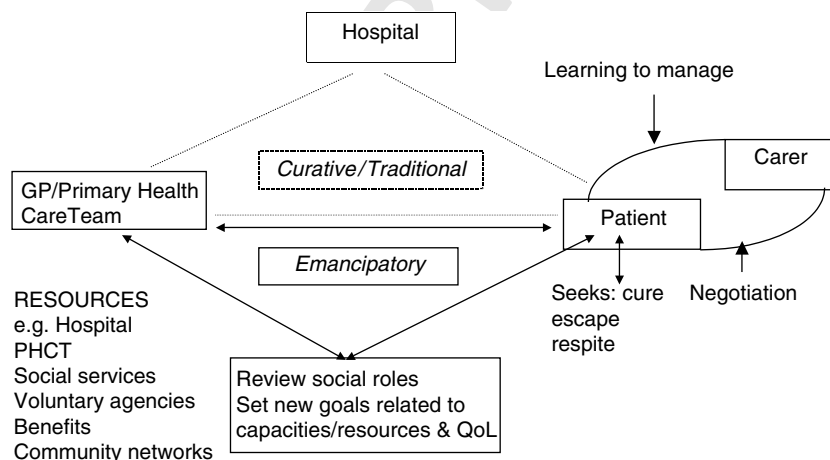 Hospital
Learning to manage
Carer
Curative/Traditional
GP/Primary Health
CareTeam
Patient
Emancipatory
Seeks: cure
escape
respite
Negotiation
RESOURCES
e.g. Hospital
PHCT
Social services
Voluntary agencies
Benefits
Community networks
Review social roles
Set new goals related to
capacities/resources & QoL